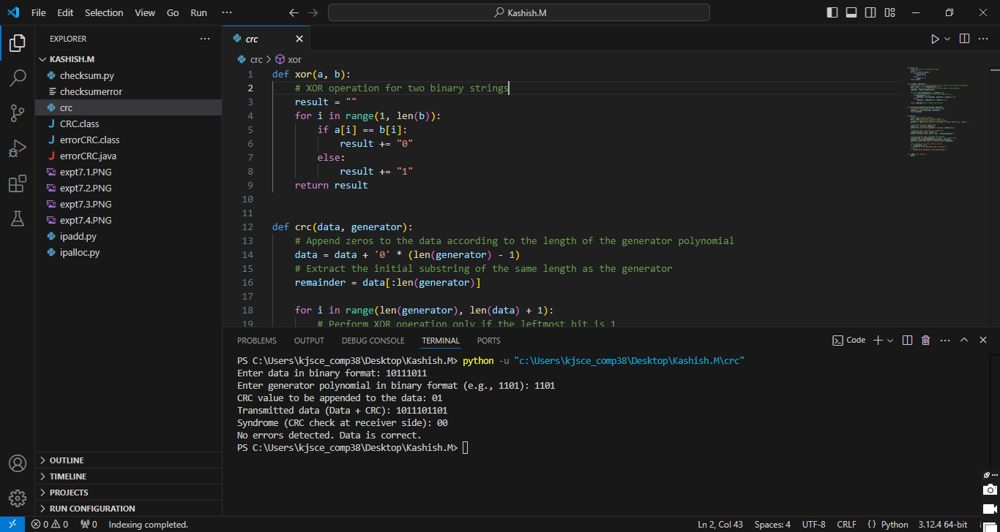 File Edit Selection View Go Run ··· Kashish.M
EXPLORER ···
KASHISH.M
checksum.py
checksumerror
crc
CRC.class
errorCRC.class
errorCRC.java
expt7.1.PNG
expt7.2.PNG
expt7.3.PNG
expt7.4.PNG
ipadd.py
ipalloc.py
OUTLINE
TIMELINE
PROJECTS
RUN CONFIGURATION
crc
crc > xor
1 def xor(a, b):
2     # XOR operation for two binary strings
3     result = ""
4     for i in range(1, len(b)):
5         if a[i] == b[i]:
6             result += "0"
7         else:
8             result += "1"
9     return result
10
11
12 def crc(data, generator):
13     # Append zeros to the data according to the length of the generator polynomial
14     data = data + '0' * (len(generator) - 1)
15     # Extract the initial substring of the same length as the generator
16     remainder = data[:len(generator)]
17
18     for i in range(len(generator), len(data) + 1):
19         # Perform XOR operation only if the leftmost bit is 1
PROBLEMS OUTPUT DEBUG CONSOLE TERMINAL PORTS Code
PS C:\Users\kjsce_comp38\Desktop\Kashish.M> python -u "c:\Users\kjsce_comp38\Desktop\Kashish.M\crc"
Enter data in binary format: 10111011
Enter generator polynomial in binary format (e.g., 1101): 1101
CRC value to be appended to the data: 01
Transmitted data (Data + CRC): 1011101101
Syndrome (CRC check at receiver side): 00
No errors detected. Data is correct.
PS C:\Users\kjsce_comp38\Desktop\Kashish.M>
0 0 0 Indexing completed. Ln 2, Col 43 Spaces: 4 UTF-8 CRLF {} Python 3.12.4 64-bit